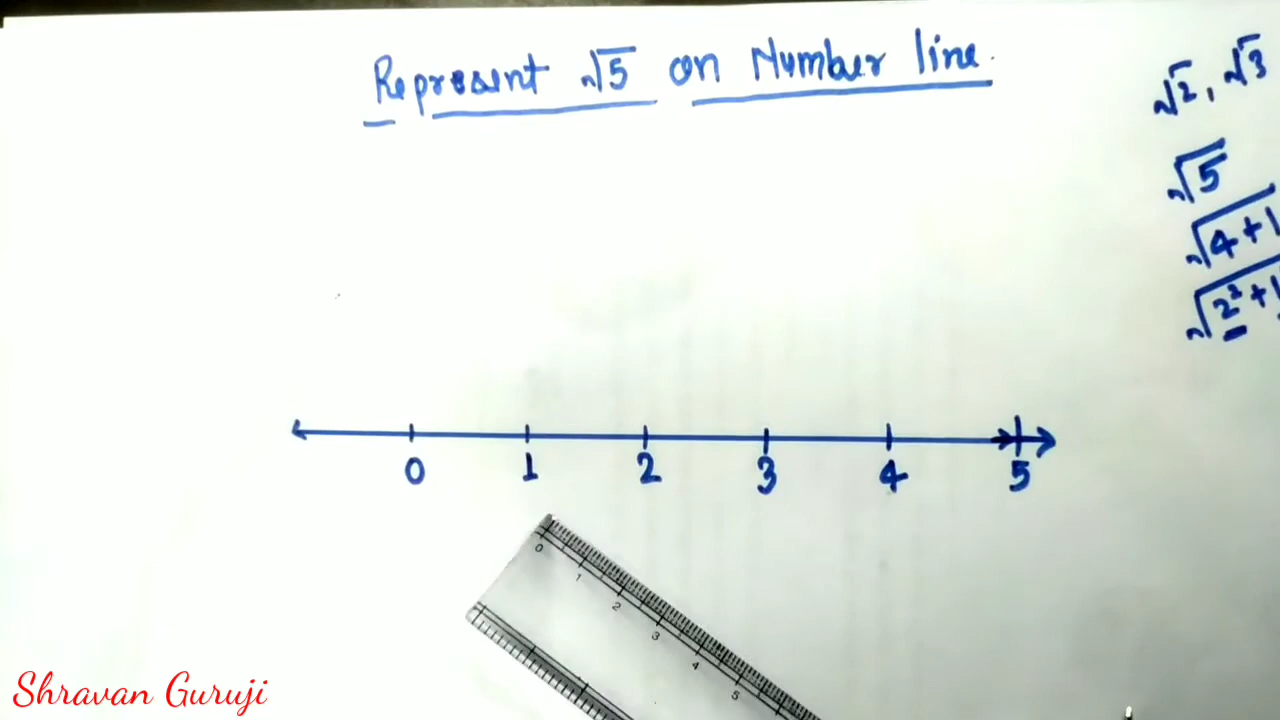 Represent √5 on Number line.
√2, √3
√5
√4+1
√2²+1
0 1 2 3 4 5
0 1 2 3 4 5
Shravan Guruji